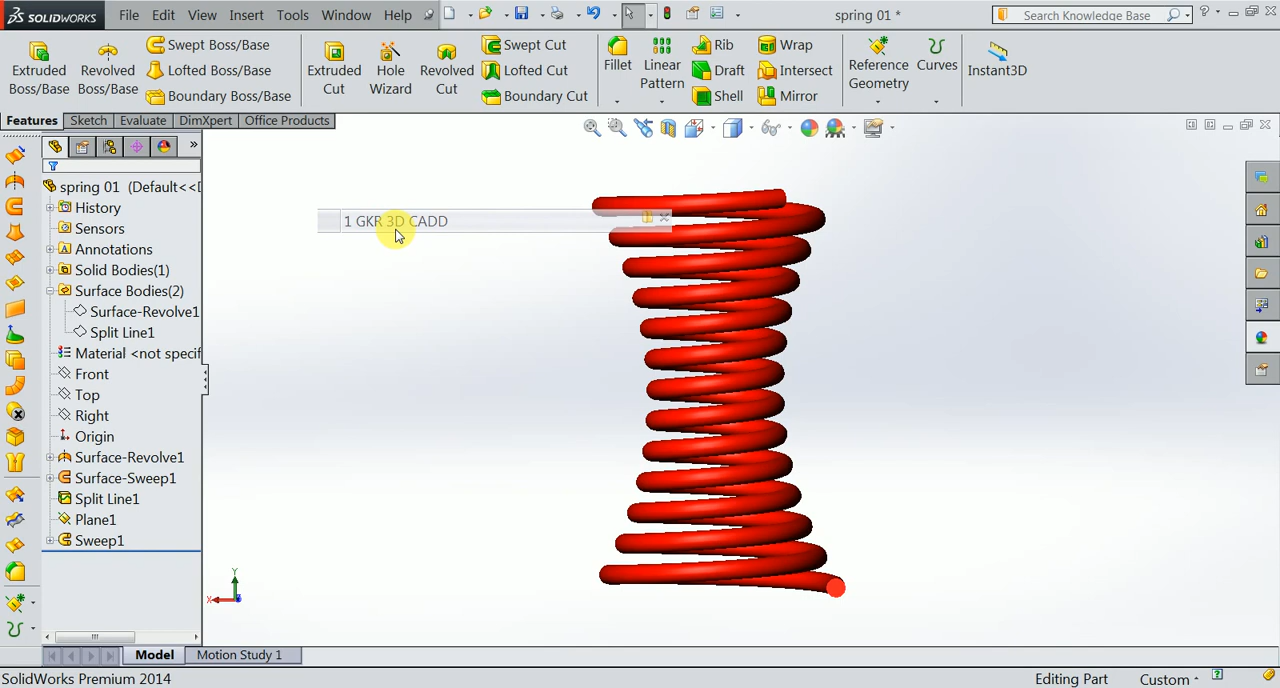 SOLIDWORKS File Edit View Insert Tools Window Help spring 01 * Search Knowledge Base
Extruded Boss/Base
Revolved Boss/Base
Swept Boss/Base
Lofted Boss/Base
Boundary Boss/Base
Extruded Cut
Hole Wizard
Revolved Cut
Swept Cut
Lofted Cut
Boundary Cut
Fillet
Linear Pattern
Rib
Draft
Shell
Wrap
Intersect
Mirror
Reference Geometry
Curves
Instant3D
Features Sketch Evaluate DimXpert Office Products
spring 01 (Default<<D
History
Sensors
Annotations
Solid Bodies(1)
Surface Bodies(2)
Surface-Revolve1
Split Line1
Material <not specif
Front
Top
Right
Origin
Surface-Revolve1
Surface-Sweep1
Split Line1
Plane1
Sweep1
1 GKR 3D CADD
Y
X
Model Motion Study 1
SolidWorks Premium 2014 Editing Part Custom